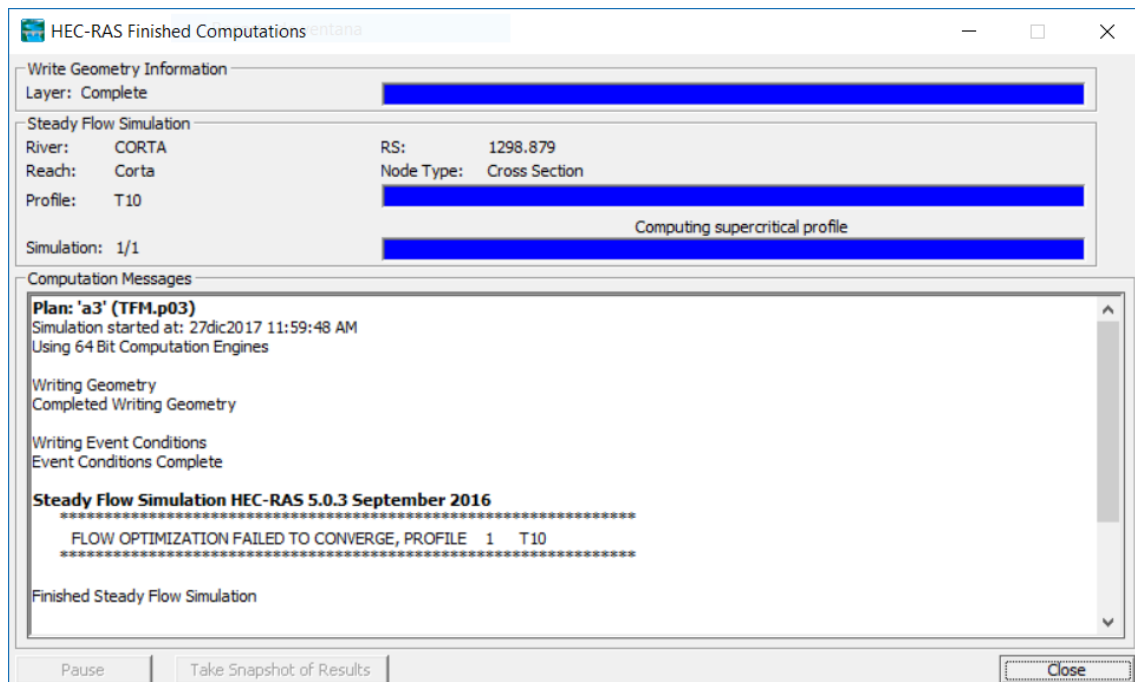 HEC-RAS Finished Computations
Write Geometry Information
Layer: Complete
Steady Flow Simulation
River: CORTA RS: 1298.879
Reach: Corta Node Type: Cross Section
Profile: T10
Computing supercritical profile
Simulation: 1/1
Computation Messages
Plan: 'a3' (TFM.p03)
Simulation started at: 27dic2017 11:59:48 AM
Using 64 Bit Computation Engines
Writing Geometry
Completed Writing Geometry
Writing Event Conditions
Event Conditions Complete
Steady Flow Simulation HEC-RAS 5.0.3 September 2016
*****************************************************************
FLOW OPTIMIZATION FAILED TO CONVERGE, PROFILE 1 T10
*****************************************************************
Finished Steady Flow Simulation
Pause Take Snapshot of Results Close